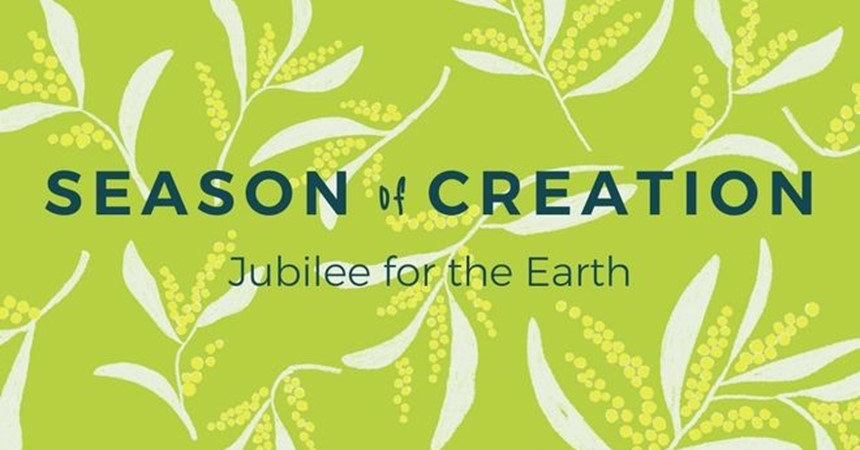 SEASON of CREATION
Jubilee for the Earth